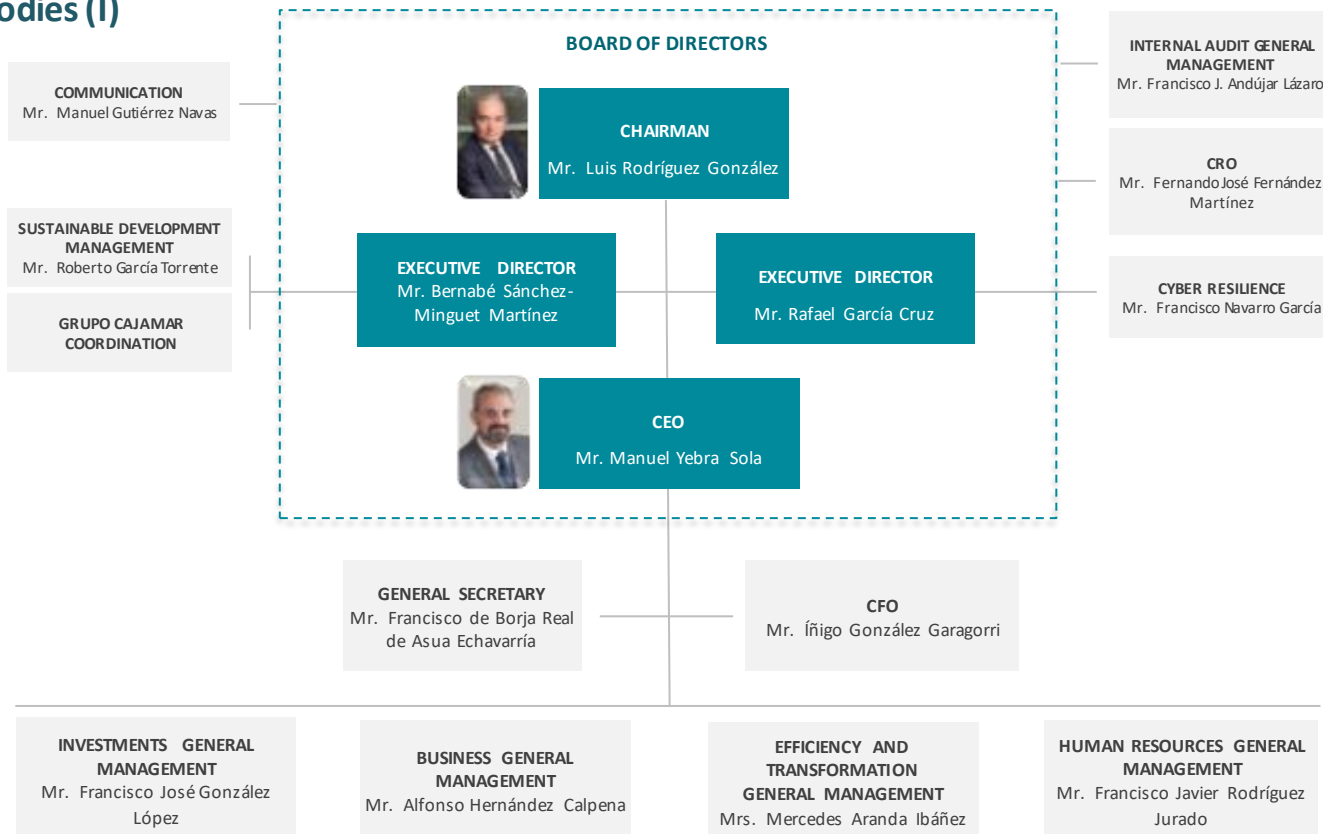 odies (I)
BOARD OF DIRECTORS
COMMUNICATION
Mr. Manuel Gutiérrez Navas
INTERNAL AUDIT GENERAL
MANAGEMENT
Mr. Francisco J. Andújar Lázaro
CHAIRMAN
Mr. Luis Rodríguez González
CRO
Mr. Fernando José Fernández
Martínez
SUSTAINABLE DEVELOPMENT
MANAGEMENT
Mr. Roberto García Torrente
GRUPO CAJAMAR
COORDINATION
EXECUTIVE DIRECTOR
Mr. Bernabé Sánchez-
Minguet Martínez
EXECUTIVE DIRECTOR
Mr. Rafael García Cruz
CYBER RESILIENCE
Mr. Francisco Navarro García
CEO
Mr. Manuel Yebra Sola
GENERAL SECRETARY
Mr. Francisco de Borja Real
de Asua Echavarría
CFO
Mr. Íñigo González Garagorri
INVESTMENTS GENERAL
MANAGEMENT
Mr. Francisco José González
López
BUSINESS GENERAL
MANAGEMENT
Mr. Alfonso Hernández Calpena
EFFICIENCY AND
TRANSFORMATION
GENERAL MANAGEMENT
Mrs. Mercedes Aranda Ibáñez
HUMAN RESOURCES GENERAL
MANAGEMENT
Mr. Francisco Javier Rodríguez
Jurado